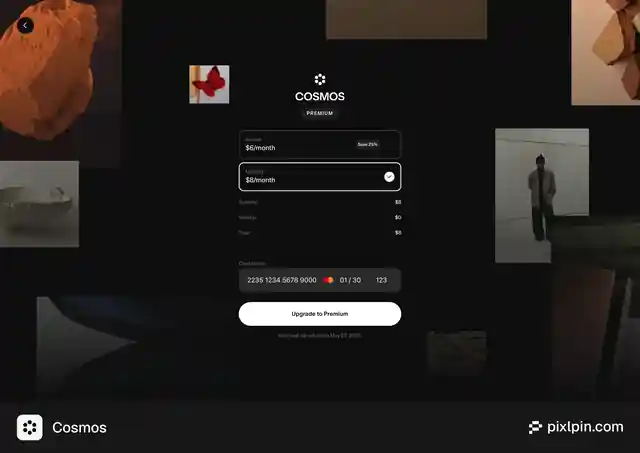 COSMOS
PREMIUM
$6/month
Save 25%
$8/month
$8
$0
$8
2235 1234 5678 9000 01 / 30 123
Upgrade to Premium
Cosmos
pixlpin.com